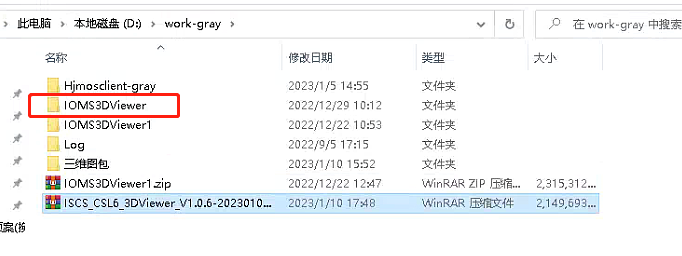 此电脑 › 本地磁盘 (D:) › work-gray ›
在 work-gray 中搜索
名称 修改日期 类型 大小
Hjmosclient-gray 2023/1/5 14:55 文件夹
IOMS3DViewer 2022/12/29 10:12 文件夹
IOMS3DViewer1 2022/12/22 10:53 文件夹
Log 2022/9/5 17:15 文件夹
三维图包 2023/1/10 15:52 文件夹
IOMS3DViewer1.zip 2022/12/22 12:47 WinRAR ZIP 压缩... 2,315,312...
ISCS_CSL6_3DViewer_V1.0.6-2023010... 2023/1/10 17:48 WinRAR 压缩文件 2,149,693...